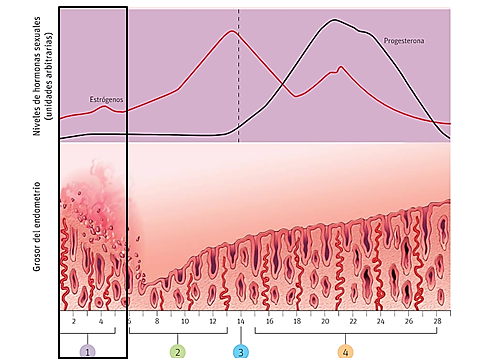 Niveles de hormonas sexuales
(unidades arbitrarias)
Progesterona
Estrógenos
Grosor del endometrio
2 4 6 8 10 12 14 16 18 20 22 24 26 28
1 2 3 4